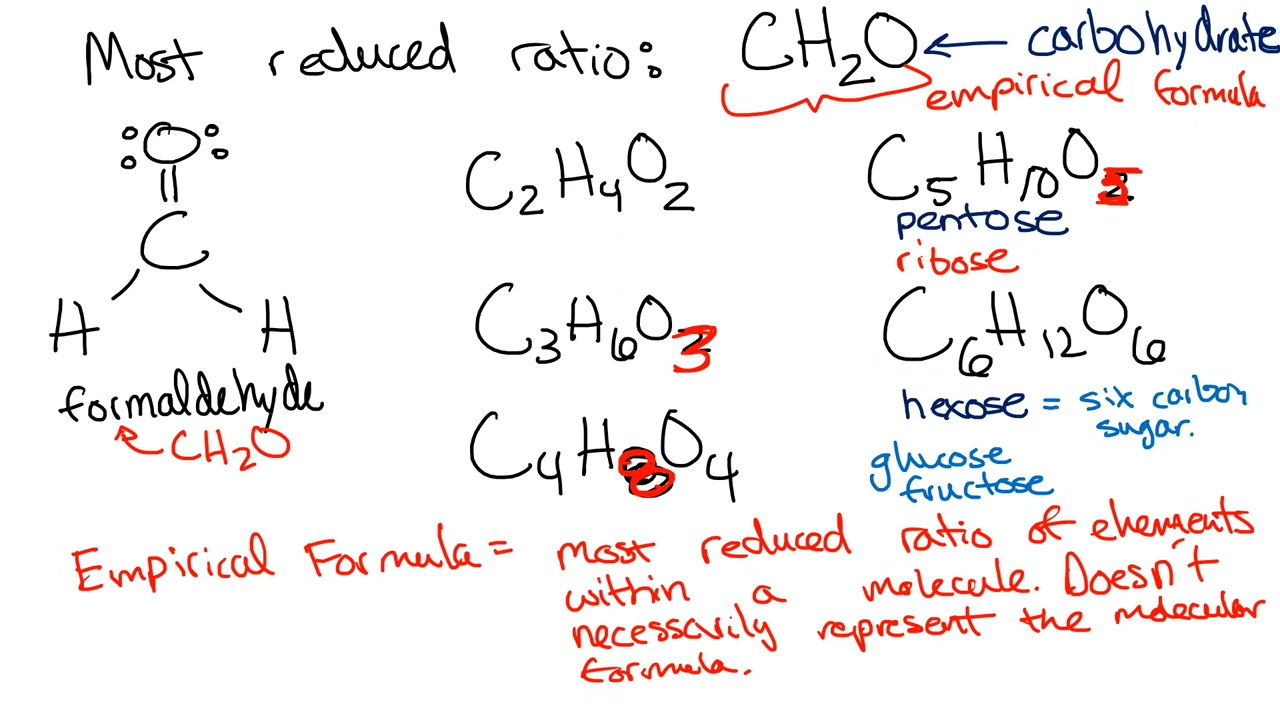 Most reduced ratio: CH₂O ← carbohydrate
empirical formula
:O:
C
H H
formaldehyde
CH₂O
C₂H₄O₂
C₃H₆O₃
C₄H₈O₄
C₅H₁₀O₅
pentose
ribose
C₆H₁₂O₆
hexose = six carbon
sugar.
glucose
fructose
Empirical Formula = most reduced ratio of elements
within a molecule. Doesn't
necessarily represent the molecular
formula.